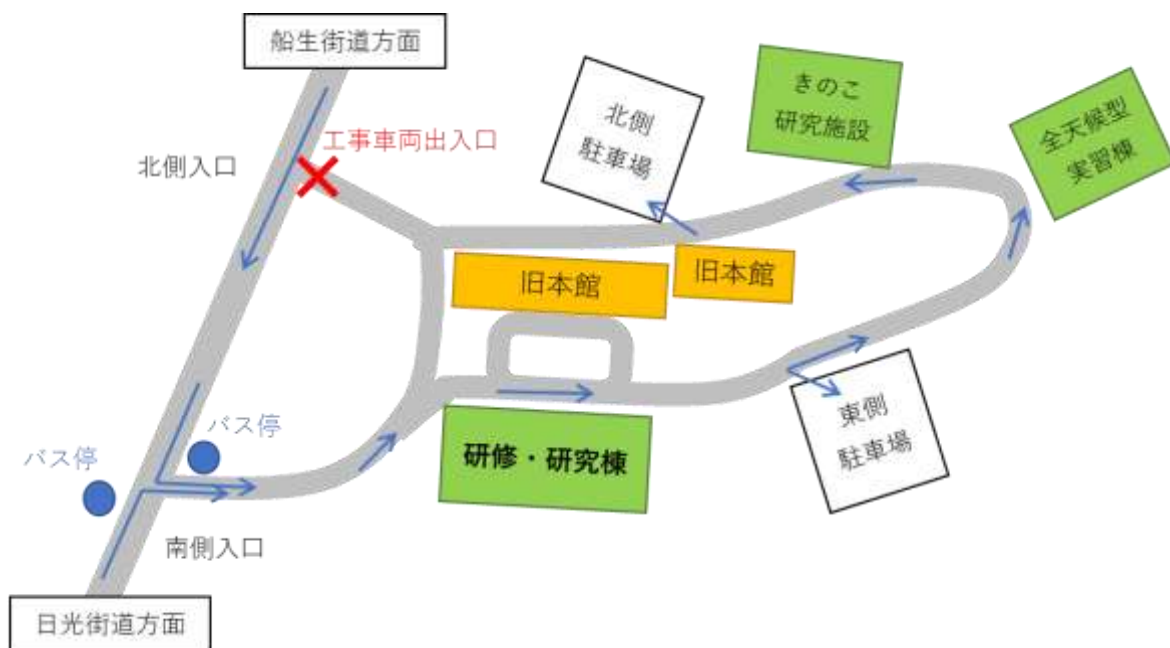 船生街道方面
工事車両出入口
北側入口
北側
駐車場
きのこ
研究施設
全天候型
実習棟
旧本館
旧本館
バス停
バス停
研修・研究棟
東側
駐車場
南側入口
日光街道方面